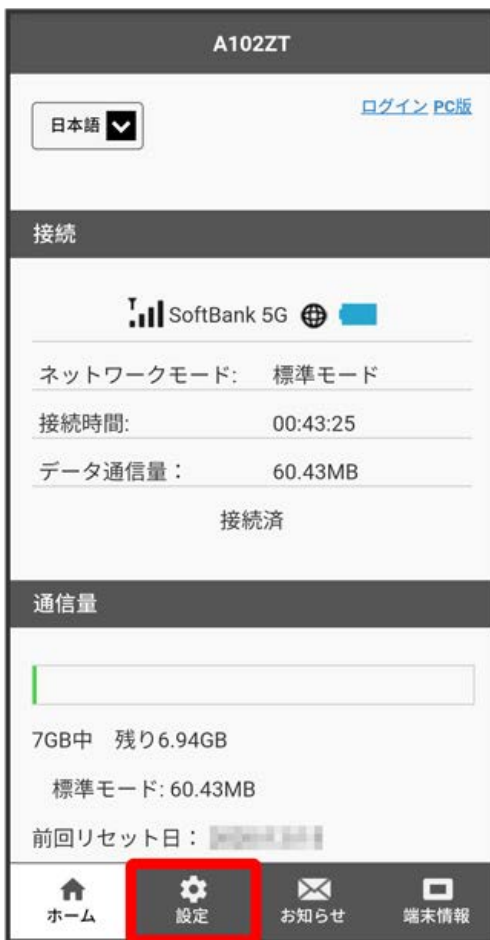 A102ZT
日本語
ログイン PC版
接続
SoftBank 5G
ネットワークモード: 標準モード
接続時間: 00:43:25
データ通信量： 60.43MB
接続済
通信量
7GB中 残り6.94GB
標準モード: 60.43MB
前回リセット日：
ホーム 設定 お知らせ 端末情報